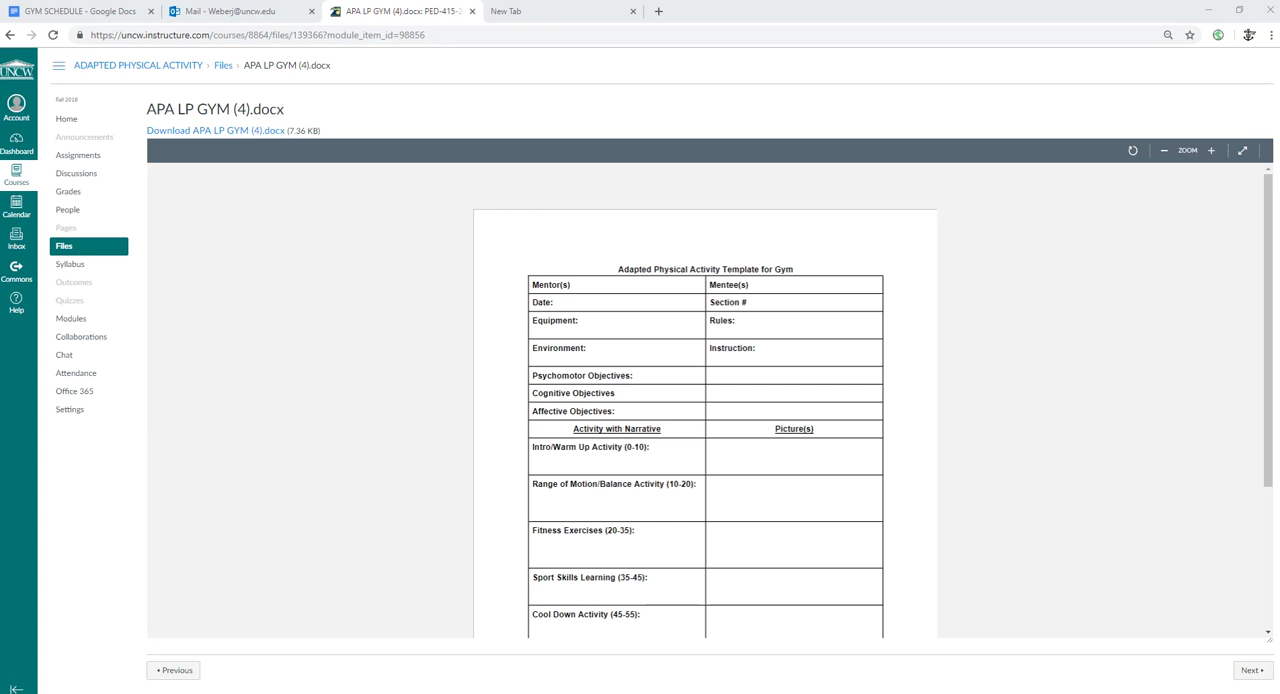 GYM SCHEDULE - Google Docs
Mail - Weberj@uncw.edu
APA LP GYM (4).docx: PED-415-2
New Tab
https://uncw.instructure.com/courses/8864/files/139366?module_item_id=98856
UNCW
ADAPTED PHYSICAL ACTIVITY › Files › APA LP GYM (4).docx
Account
Dashboard
Courses
Calendar
Inbox
Commons
Help
Fall 2018
Home
Announcements
Assignments
Discussions
Grades
People
Pages
Files
Syllabus
Outcomes
Quizzes
Modules
Collaborations
Chat
Attendance
Office 365
Settings
APA LP GYM (4).docx
Download APA LP GYM (4).docx (7.36 KB)
ZOOM
Adapted Physical Activity Template for Gym
Mentor(s) Mentee(s)
Date: Section #
Equipment: Rules:
Environment: Instruction:
Psychomotor Objectives:
Cognitive Objectives
Affective Objectives:
Activity with Narrative Picture(s)
Intro/Warm Up Activity (0-10):
Range of Motion/Balance Activity (10-20):
Fitness Exercises (20-35):
Sport Skills Learning (35-45):
Cool Down Activity (45-55):
Previous
Next